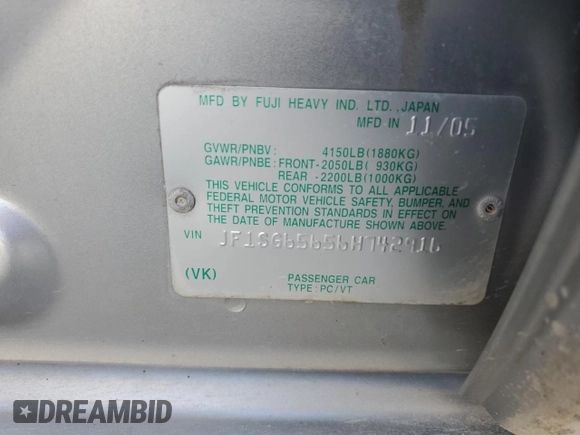 MFD BY FUJI HEAVY IND. LTD. JAPAN
MFD IN 11/05
GVWR/PNBV: 4150LB(1880KG)
GAWR/PNBE: FRONT-2050LB( 930KG)
REAR -2200LB(1000KG)
THIS VEHICLE CONFORMS TO ALL APPLICABLE
FEDERAL MOTOR VEHICLE SAFETY, BUMPER, AND
THEFT PREVENTION STANDARDS IN EFFECT ON
THE DATE OF MANUFACTURE SHOWN ABOVE.
VIN JF1SG65656H742916
(VK) PASSENGER CAR
TYPE: PC/VT
DREAMBID